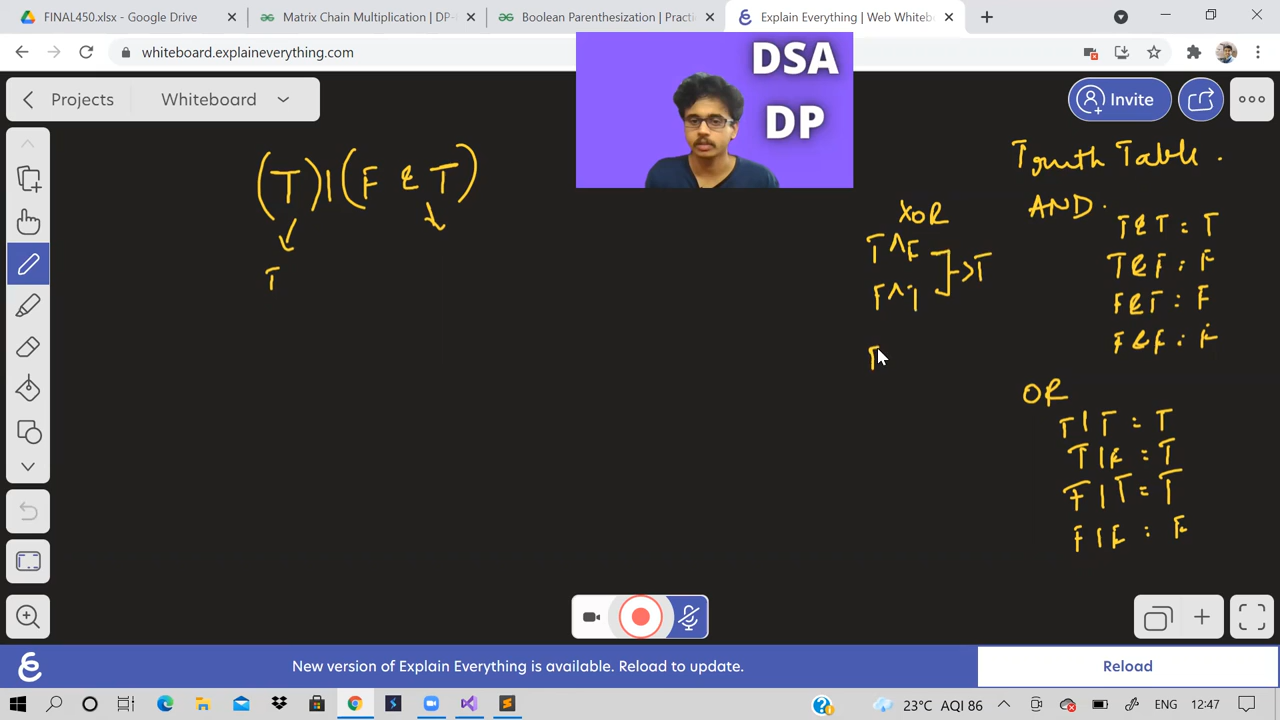 FINAL450.xlsx - Google Drive
Matrix Chain Multiplication | DP-
Boolean Parenthesization | Practi
Explain Everything | Web Whitebo
whiteboard.explaineverything.com
DSA
DP
Projects
Whiteboard
Invite
(T)|(F & T)
T
XOR
T^F
F^T
->T
T
Truth Table.
AND.
T&T : T
T&F : F
F&T : F
F&F : F
OR
T|T = T
T|F = T
F|T = T
F|F : F
New version of Explain Everything is available. Reload to update.
Reload
23°C AQI 86
ENG
12:47